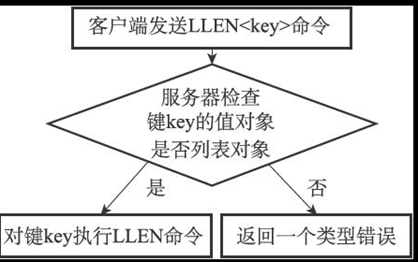 客户端发送LLEN<key>命令
服务器检查
键key的值对象
是否列表对象
是
否
对键key执行LLEN命令
返回一个类型错误